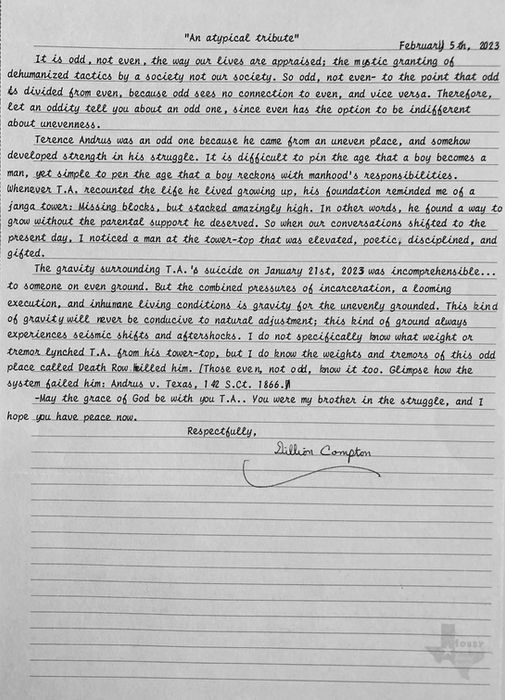 "An atypical tribute"
February 5th, 2023
It is odd, not even, the way our lives are appraised; the mystic granting of
dehumanized tactics by a society not our society. So odd, not even- to the point that odd
is divided from even, because odd sees no connection to even, and vice versa. Therefore,
let an oddity tell you about an odd one, since even has the option to be indifferent
about unevenness.
Terence Andrus was an odd one because he came from an uneven place, and somehow
developed strength in his struggle. It is difficult to pin the age that a boy becomes a
man, yet simple to pen the age that a boy reckons with manhood's responsibilities.
Whenever T.A. recounted the life he lived growing up, his foundation reminded me of a
janga tower: Missing blocks, but stacked amazingly high. In other words, he found a way to
grow without the parental support he deserved. So when our conversations shifted to the
present day, I noticed a man at the tower-top that was elevated, poetic, disciplined, and
gifted.
The gravity surrounding T.A.'s suicide on January 21st, 2023 was incomprehensible...
to someone on even ground. But the combined pressures of incarceration, a looming
execution, and inhumane living conditions is gravity for the unevenly grounded. This kind
of gravity will never be conducive to natural adjustment; this kind of ground always
experiences seismic shifts and aftershocks. I do not specifically know what weight or
tremor lynched T.A. from his tower-top, but I do know the weights and tremors of this odd
place called Death Row killed him. [Those even, not odd, know it too. Glimpse how the
system failed him: Andrus v. Texas, 142 S.Ct. 1866.]
-May the grace of God be with you T.A.. You were my brother in the struggle, and I
hope you have peace now.
Respectfully,
Dillion Compton
MOBBY